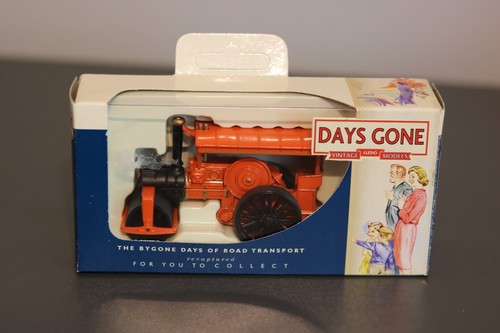 DAYS GONE
VINTAGE LLEDO MODELS
THE BYGONE DAYS OF ROAD TRANSPORT
recaptured
FOR YOU TO COLLECT